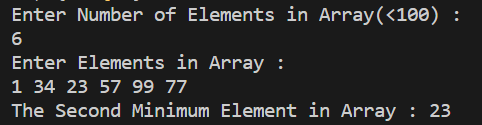 Enter Number of Elements in Array(<100) :
6
Enter Elements in Array :
1 34 23 57 99 77
The Second Minimum Element in Array : 23